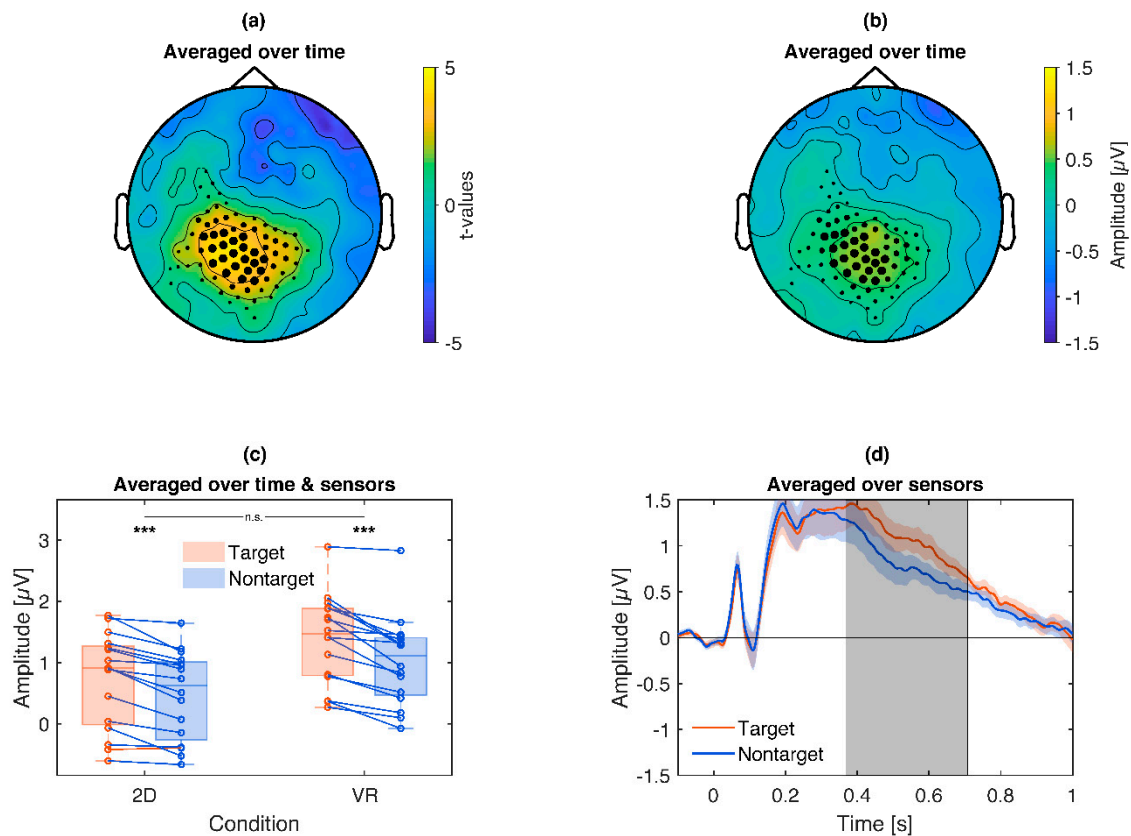 (a)
Averaged over time
5
0
-5
t-values
(b)
Averaged over time
1.5
1
0.5
0
-0.5
-1
-1.5
Amplitude [µV]
(c)
Averaged over time & sensors
n.s.
*** ***
Target
Nontarget
3
2
1
0
Amplitude [µV]
2D VR
Condition
(d)
Averaged over sensors
1.5
1
0.5
0
-0.5
-1
-1.5
Amplitude [µV]
Target
Nontarget
0 0.2 0.4 0.6 0.8 1
Time [s]